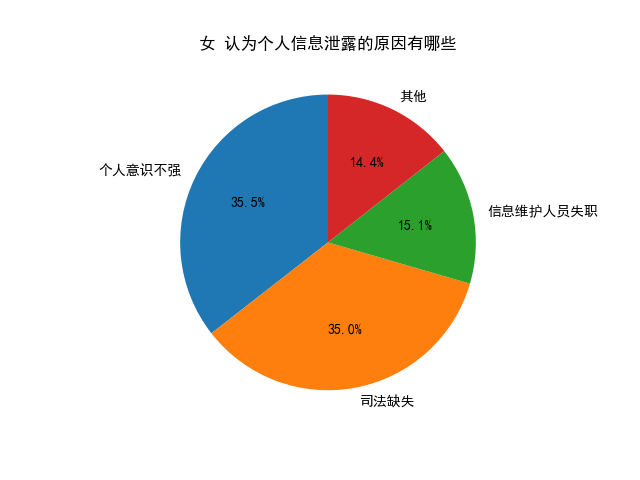 女 认为个人信息泄露的原因有哪些
其他
14.4%
个人意识不强
35.5%
信息维护人员失职
15.1%
35.0%
司法缺失